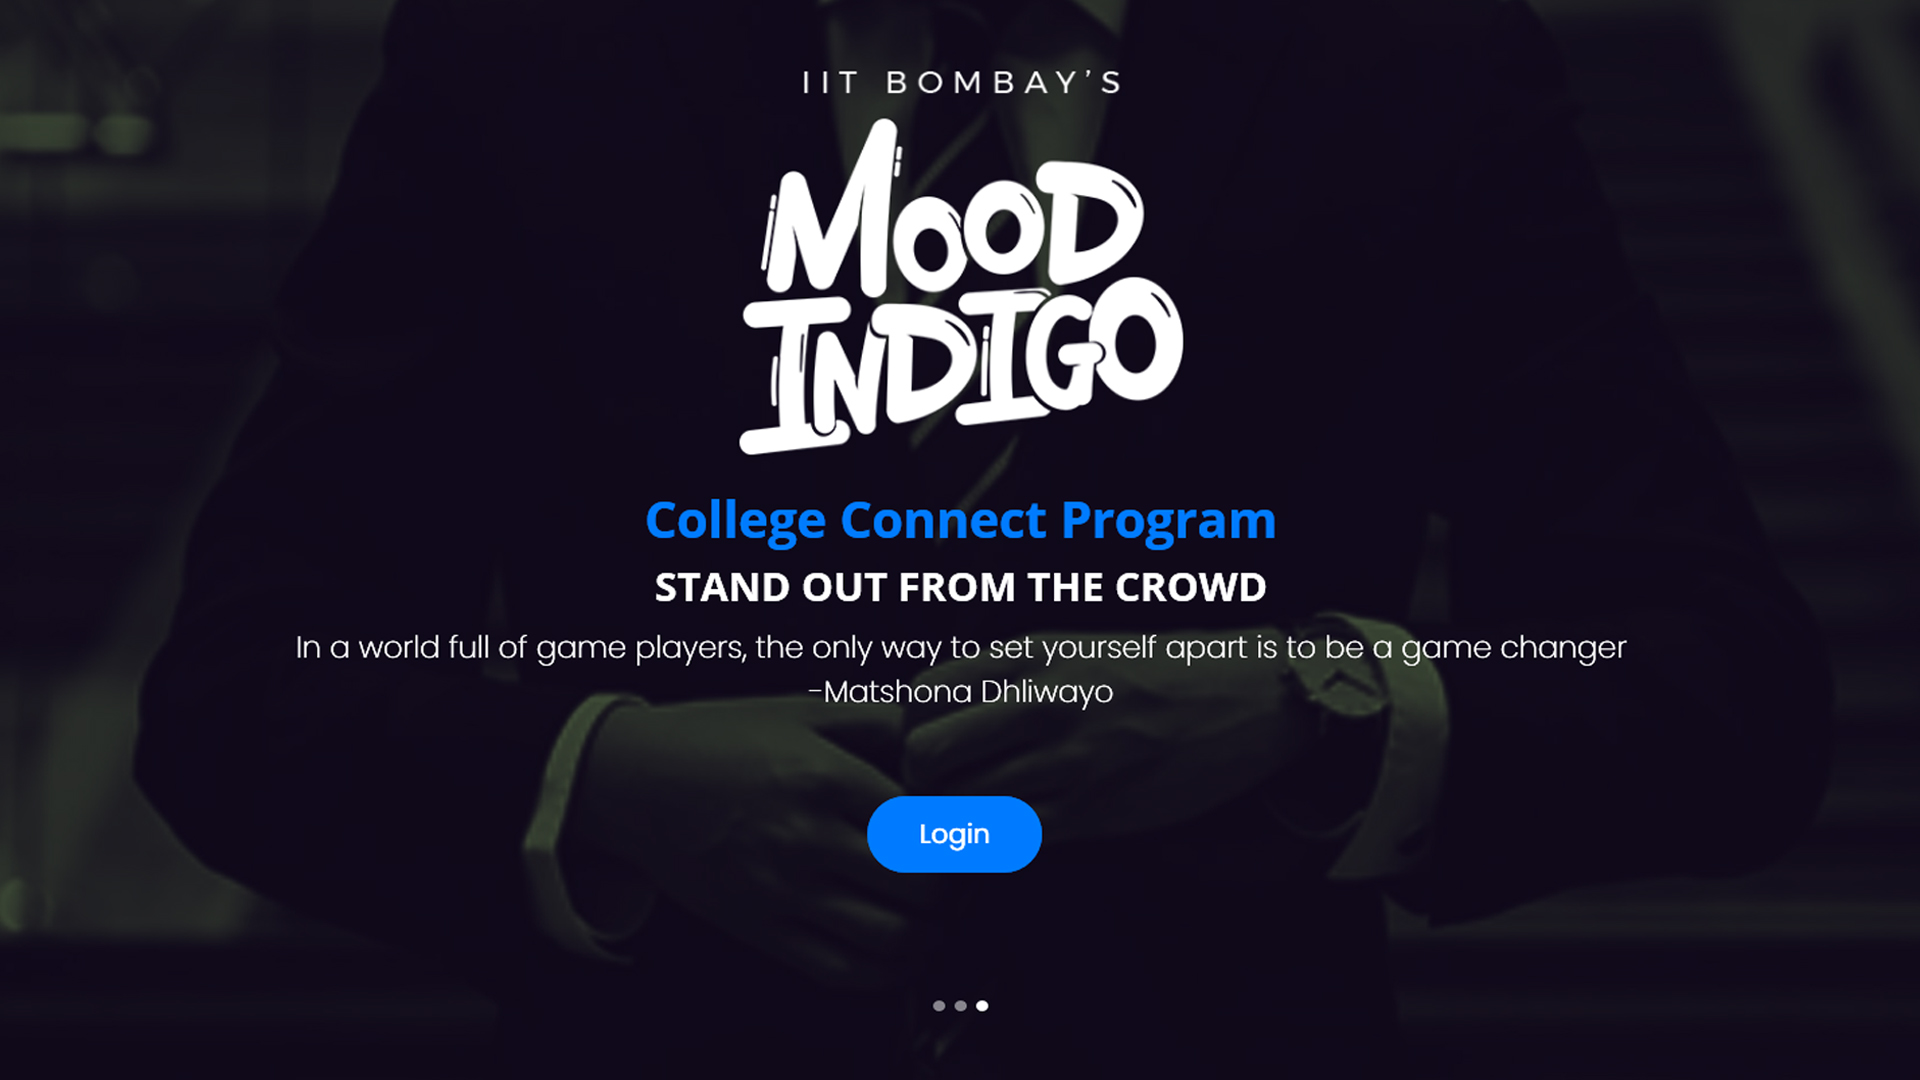 IIT BOMBAY'S
MOOD
INDIGO
College Connect Program
STAND OUT FROM THE CROWD
In a world full of game players, the only way to set yourself apart is to be a game changer
-Matshona Dhliwayo
Login